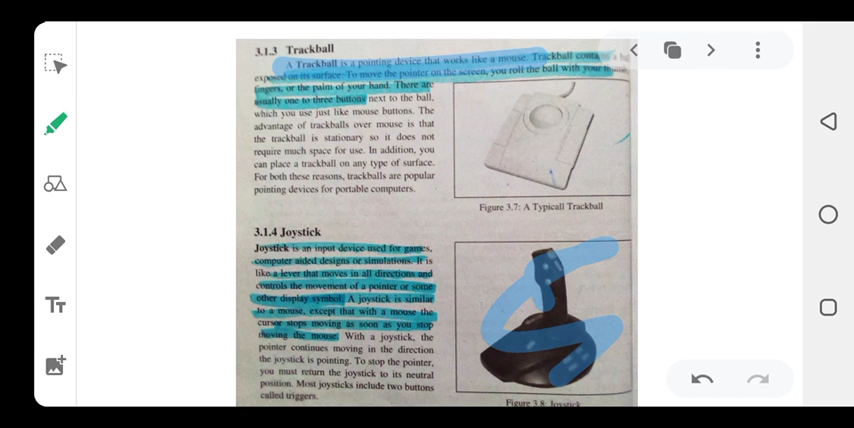 3.1.3 Trackball
A Trackball is a pointing device that works like a mouse. Trackball contains a
exposed on its surface. To move the pointer on the screen, you roll the ball with your
fingers, or the palm of your hand. There are
usually one to three buttons next to the ball,
which you use just like mouse buttons. The
advantage of trackballs over mouse is that
the trackball is stationary so it does not
require much space for use. In addition, you
can place a trackball on any type of surface.
For both these reasons, trackballs are popular
pointing devices for portable computers.
Figure 3.7: A Typicall Trackball
3.1.4 Joystick
Joystick is an input device used for games,
computer aided designs or simulations. It is
like a lever that moves in all directions and
controls the movement of a pointer or some
other display symbol. A joystick is similar
to a mouse, except that with a mouse the
cursor stops moving as soon as you stop
moving the mouse. With a joystick, the
pointer continues moving in the direction
the joystick is pointing. To stop the pointer,
you must return the joystick to its neutral
position. Most joysticks include two buttons
called triggers.
Figure 3.8: Joystick
Tт